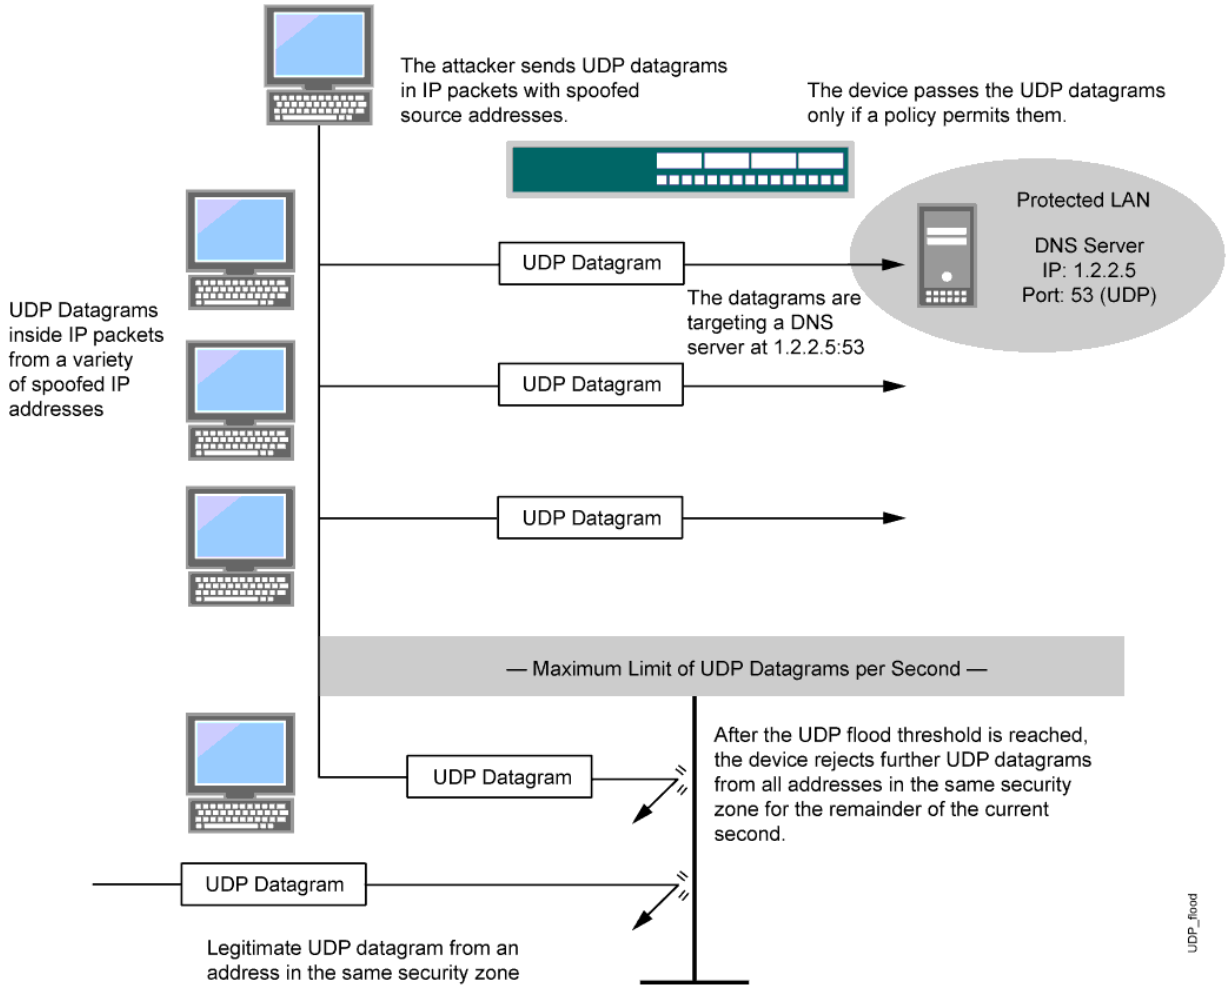 The attacker sends UDP datagrams
in IP packets with spoofed
source addresses.
The device passes the UDP datagrams
only if a policy permits them.
Protected LAN
DNS Server
IP: 1.2.2.5
Port: 53 (UDP)
UDP Datagram
The datagrams are
targeting a DNS
server at 1.2.2.5:53
UDP Datagrams
inside IP packets
from a variety
of spoofed IP
addresses
UDP Datagram
UDP Datagram
— Maximum Limit of UDP Datagrams per Second —
After the UDP flood threshold is reached,
the device rejects further UDP datagrams
from all addresses in the same security
zone for the remainder of the current
second.
UDP Datagram
UDP Datagram
Legitimate UDP datagram from an
address in the same security zone
UDP_flood